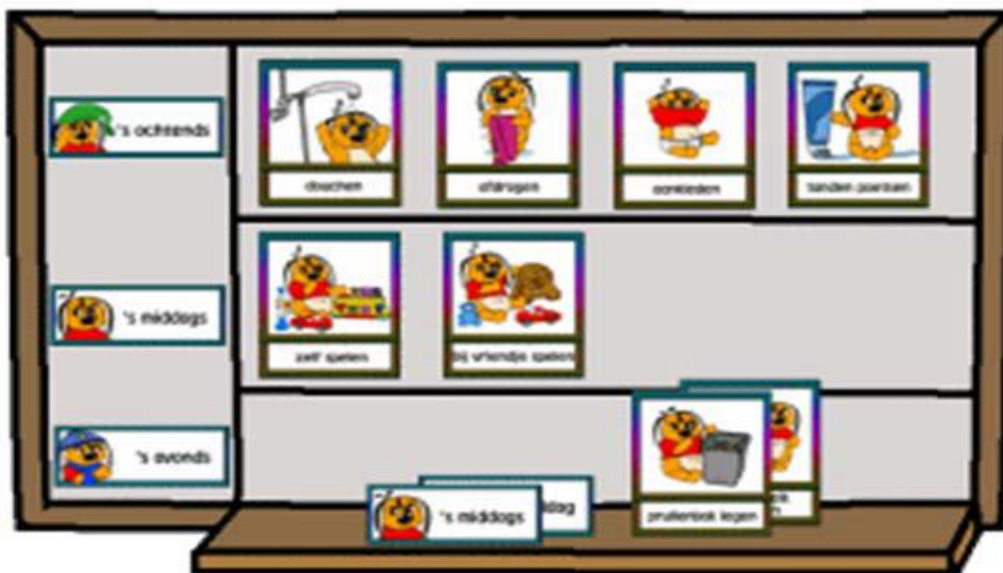 's ochtends
douchen
afdrogen
aankleden
tanden poetsen
's middags
zelf spelen
bij vriendje spelen
's avonds
's middags
dag
prullenbak legen